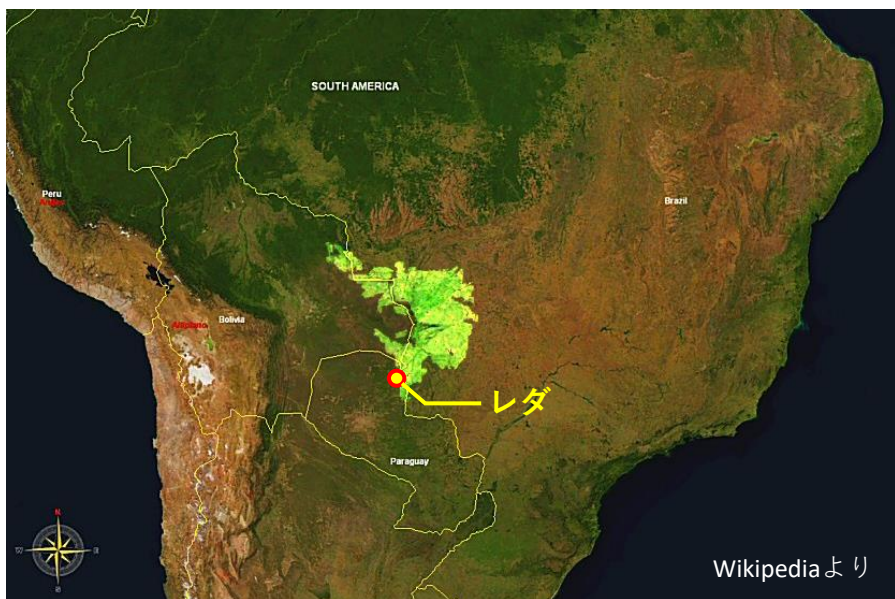 SOUTH AMERICA
Peru
Brazil
Bolivia
レダ
Paraguay
N
Wikipediaより